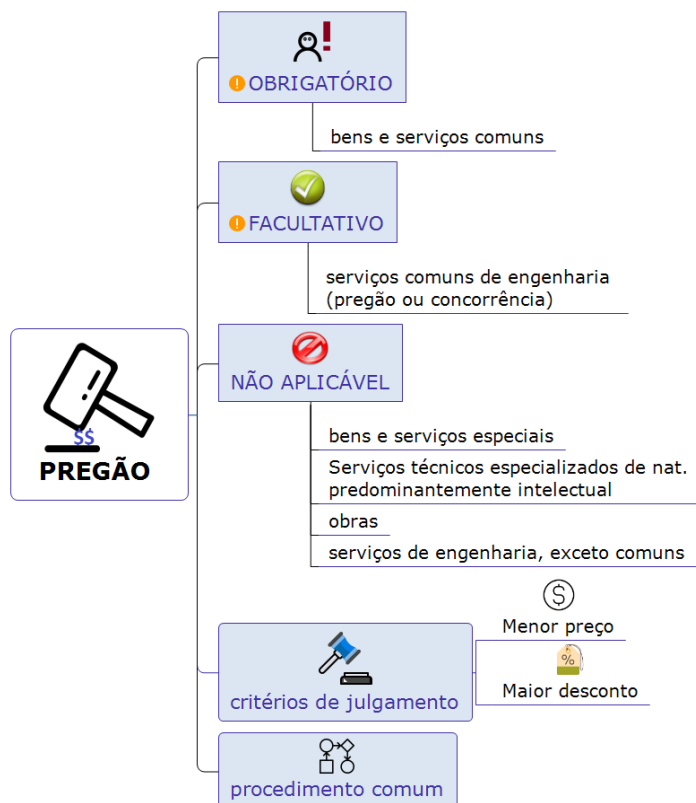 OBRIGATÓRIO
bens e serviços comuns
FACULTATIVO
serviços comuns de engenharia
(pregão ou concorrência)
$$
PREGÃO
NÃO APLICÁVEL
bens e serviços especiais
Serviços técnicos especializados de nat.
predominantemente intelectual
obras
serviços de engenharia, exceto comuns
critérios de julgamento
$
Menor preço
%
Maior desconto
procedimento comum